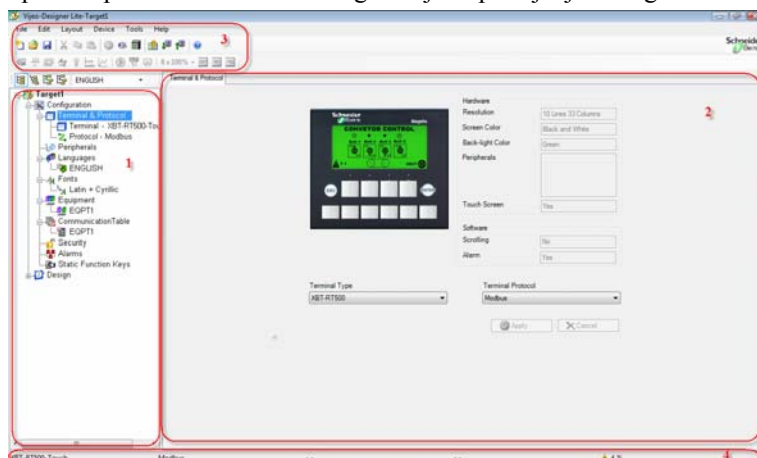 Vijeo-Designer Lite-Target1
File Edit Layout Device Tools Help
3
Schneide
ENGLISH
Terminal & Protocol
Target1
Configuration
Terminal & Protocol
Terminal - XBT-RT500-Tou
Protocol - Modbus
Peripherals
Languages
ENGLISH
Fonts
Latin + Cyrillic
Equipment
EQPT1
CommunicationTable
EQPT1
Security
Alarms
Static Function Keys
Design
1
2
Schneider
Magelis
CONVEYOR CONTROL
Hardware
Resolution
10 Lines 33 Columns
Screen Color
Black and White
Back-light Color
Green
Peripherals
Touch Screen
Yes
Software
Scrolling
No
Alarm
Yes
Terminal Type
XBT-RT500
Terminal Protocol
Modbus
Apply
Cancel
XBT-RT500-Touch
Modbus
4 %
4